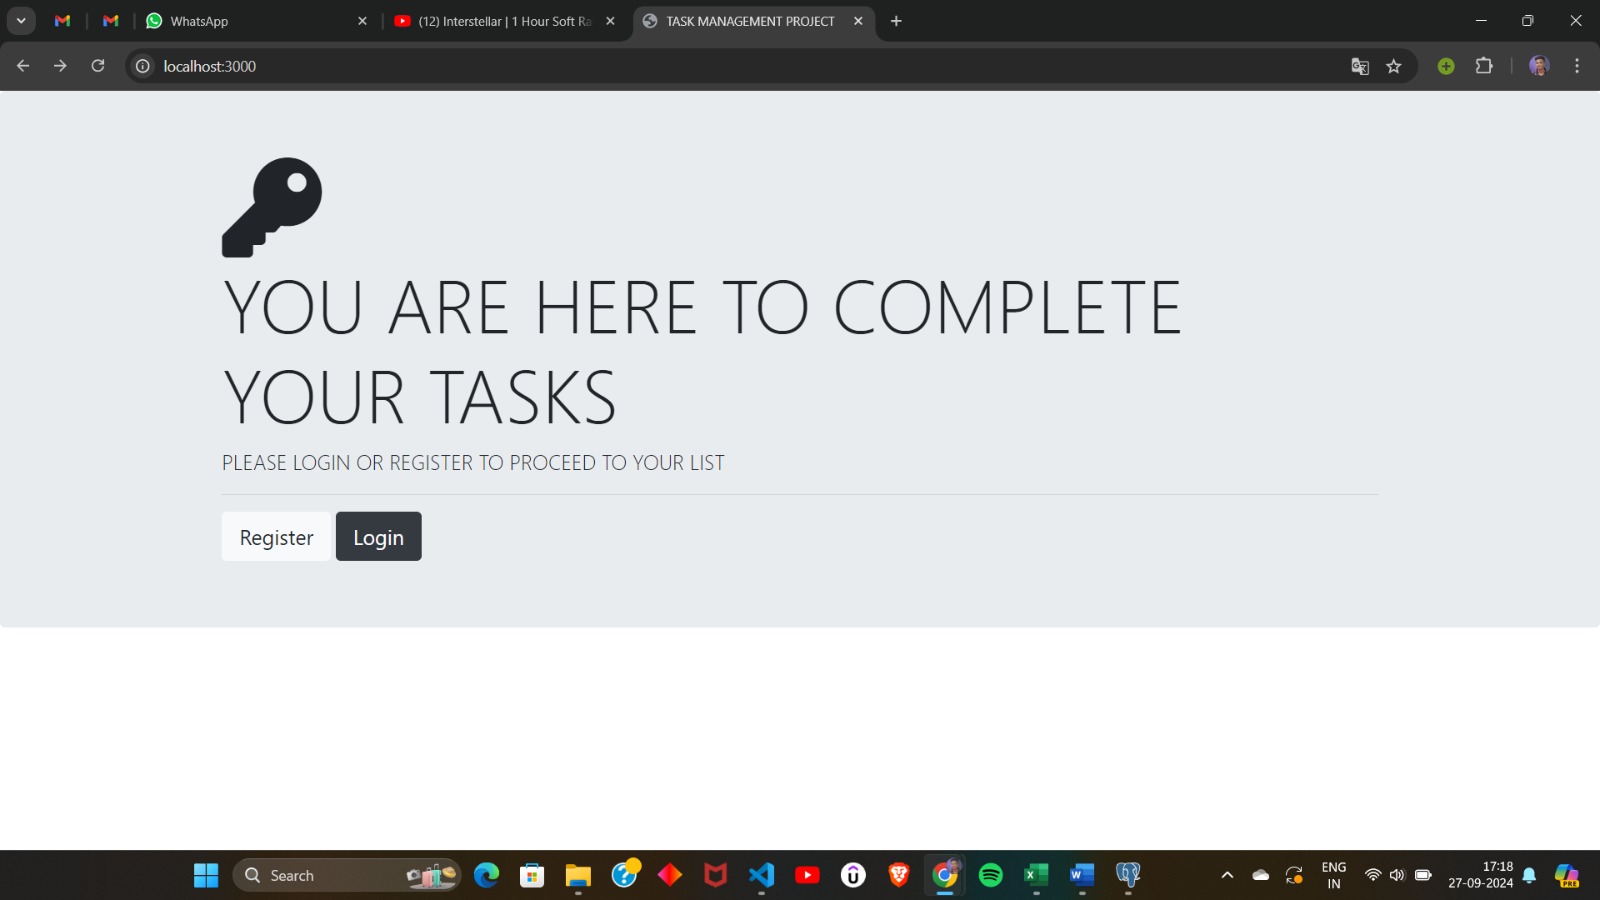 WhatsApp
(12) Interstellar | 1 Hour Soft Ra
TASK MANAGEMENT PROJECT
localhost:3000
YOU ARE HERE TO COMPLETE
YOUR TASKS
PLEASE LOGIN OR REGISTER TO PROCEED TO YOUR LIST
Register Login
Search
ENG
IN
17:18
27-09-2024
PRE